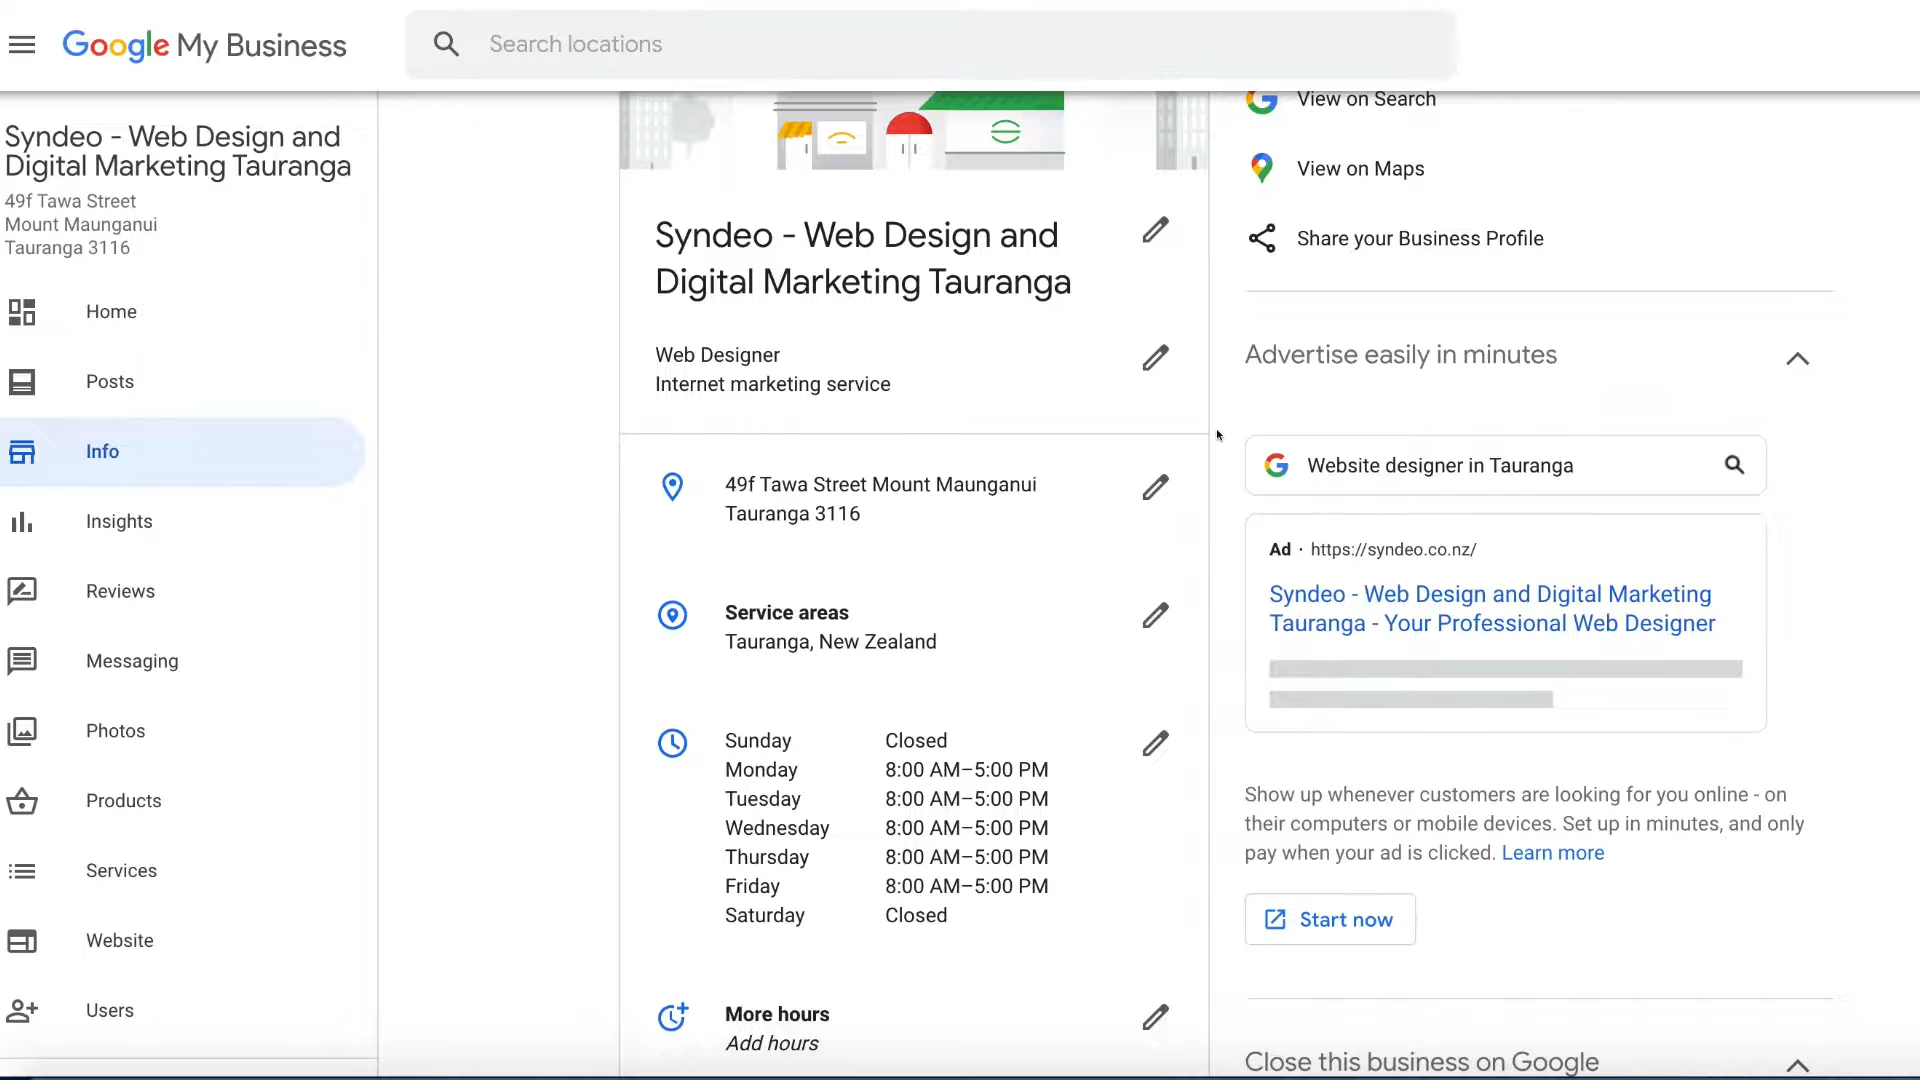 Google My Business
Search locations
Syndeo - Web Design and
Digital Marketing Tauranga
49f Tawa Street
Mount Maunganui
Tauranga 3116
Home
Posts
Info
Insights
Reviews
Messaging
Photos
Products
Services
Website
Users
Syndeo - Web Design and
Digital Marketing Tauranga
Web Designer
Internet marketing service
49f Tawa Street Mount Maunganui
Tauranga 3116
Service areas
Tauranga, New Zealand
Sunday Closed
Monday 8:00 AM–5:00 PM
Tuesday 8:00 AM–5:00 PM
Wednesday 8:00 AM–5:00 PM
Thursday 8:00 AM–5:00 PM
Friday 8:00 AM–5:00 PM
Saturday Closed
More hours
Add hours
View on Search
View on Maps
Share your Business Profile
Advertise easily in minutes
Website designer in Tauranga
Ad · https://syndeo.co.nz/
Syndeo - Web Design and Digital Marketing
Tauranga - Your Professional Web Designer
Show up whenever customers are looking for you online - on
their computers or mobile devices. Set up in minutes, and only
pay when your ad is clicked. Learn more
Start now
Close this business on Google